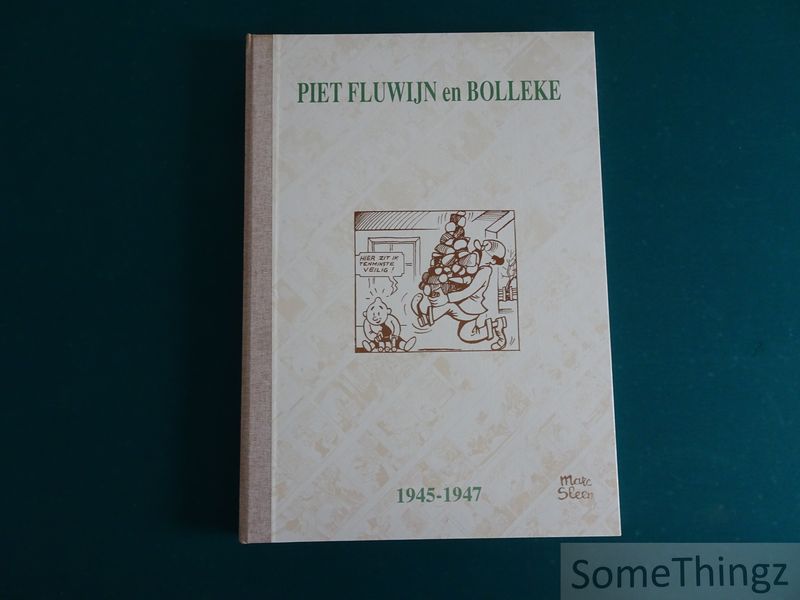 PIET FLUWIJN en BOLLEKE
HIER ZIT IK
TENMINSTE
VEILIG!
1945-1947
Marc
Sleen
SomeThingz